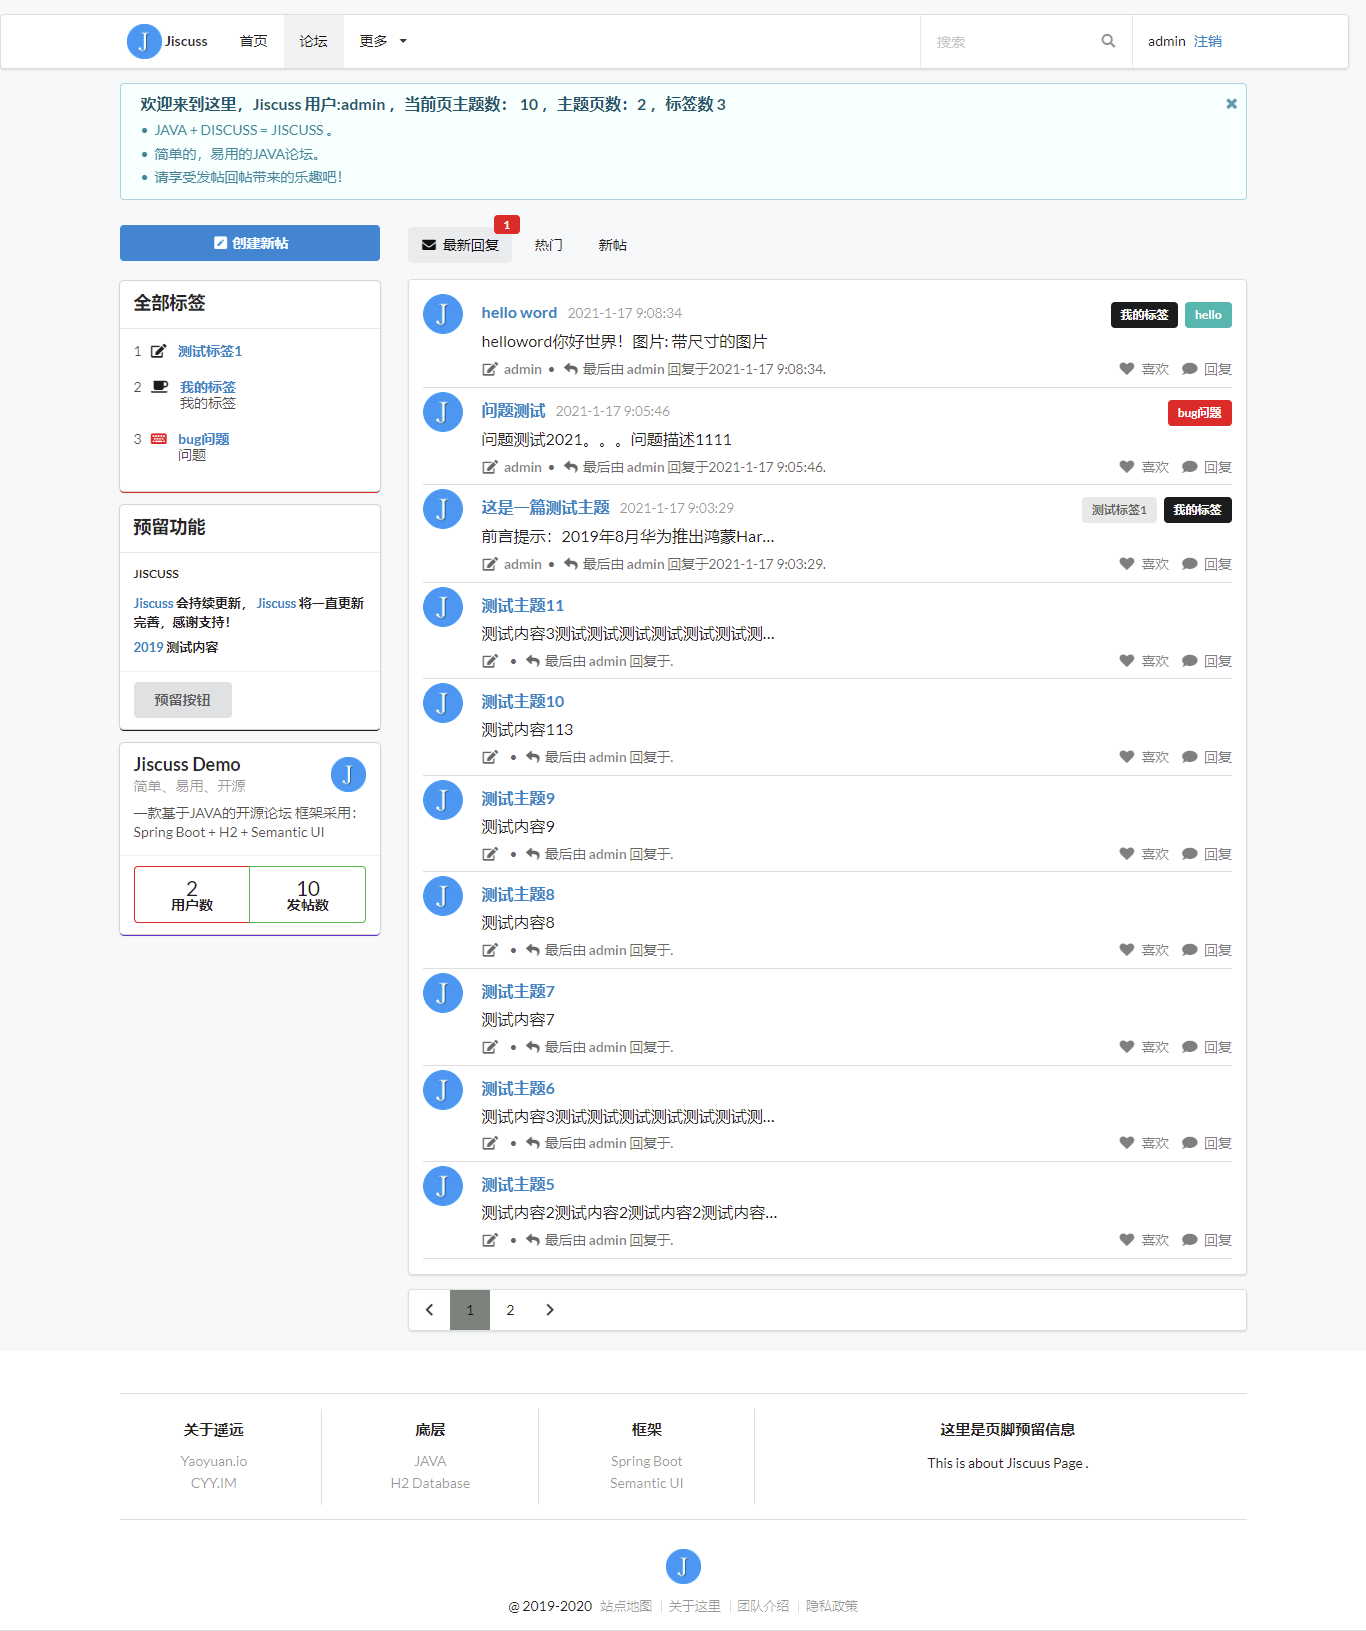 Jiscuss 首页 论坛 更多 搜索 admin 注销
欢迎来到这里，Jiscuss 用户:admin ，当前页主题数： 10 ，主题页数：2 ，标签数 3
JAVA + DISCUSS = JISCUSS 。
简单的，易用的JAVA论坛。
请享受发帖回帖带来的乐趣吧！
创建新帖
全部标签
1 测试标签1
2 我的标签
我的标签
3 bug问题
问题
预留功能
JISCUSS
Jiscuss 会持续更新， Jiscuss 将一直更新
完善，感谢支持！
2019 测试内容
预留按钮
Jiscuss Demo
简单、易用、开源
一款基于JAVA的开源论坛 框架采用：
Spring Boot + H2 + Semantic UI
2 10
用户数 发帖数
最新回复 1 热门 新帖
hello word 2021-1-17 9:08:34 我的标签 hello
helloword你好世界！图片: 带尺寸的图片
admin • 最后由 admin 回复于2021-1-17 9:08:34. 喜欢 回复
问题测试 2021-1-17 9:05:46 bug问题
问题测试2021。。。问题描述1111
admin • 最后由 admin 回复于2021-1-17 9:05:46. 喜欢 回复
这是一篇测试主题 2021-1-17 9:03:29 测试标签1 我的标签
前言提示：2019年8月华为推出鸿蒙Har...
admin • 最后由 admin 回复于2021-1-17 9:03:29. 喜欢 回复
测试主题11
测试内容3测试测试测试测试测试测试测...
• 最后由 admin 回复于. 喜欢 回复
测试主题10
测试内容113
• 最后由 admin 回复于. 喜欢 回复
测试主题9
测试内容9
• 最后由 admin 回复于. 喜欢 回复
测试主题8
测试内容8
• 最后由 admin 回复于. 喜欢 回复
测试主题7
测试内容7
• 最后由 admin 回复于. 喜欢 回复
测试主题6
测试内容3测试测试测试测试测试测试测...
• 最后由 admin 回复于. 喜欢 回复
测试主题5
测试内容2测试内容2测试内容2测试内容...
• 最后由 admin 回复于. 喜欢 回复
1 2
关于遥远
Yaoyuan.io
CYY.IM
底层
JAVA
H2 Database
框架
Spring Boot
Semantic UI
这里是页脚预留信息
This is about Jiscuus Page .
@ 2019-2020 站点地图 关于这里 团队介绍 隐私政策